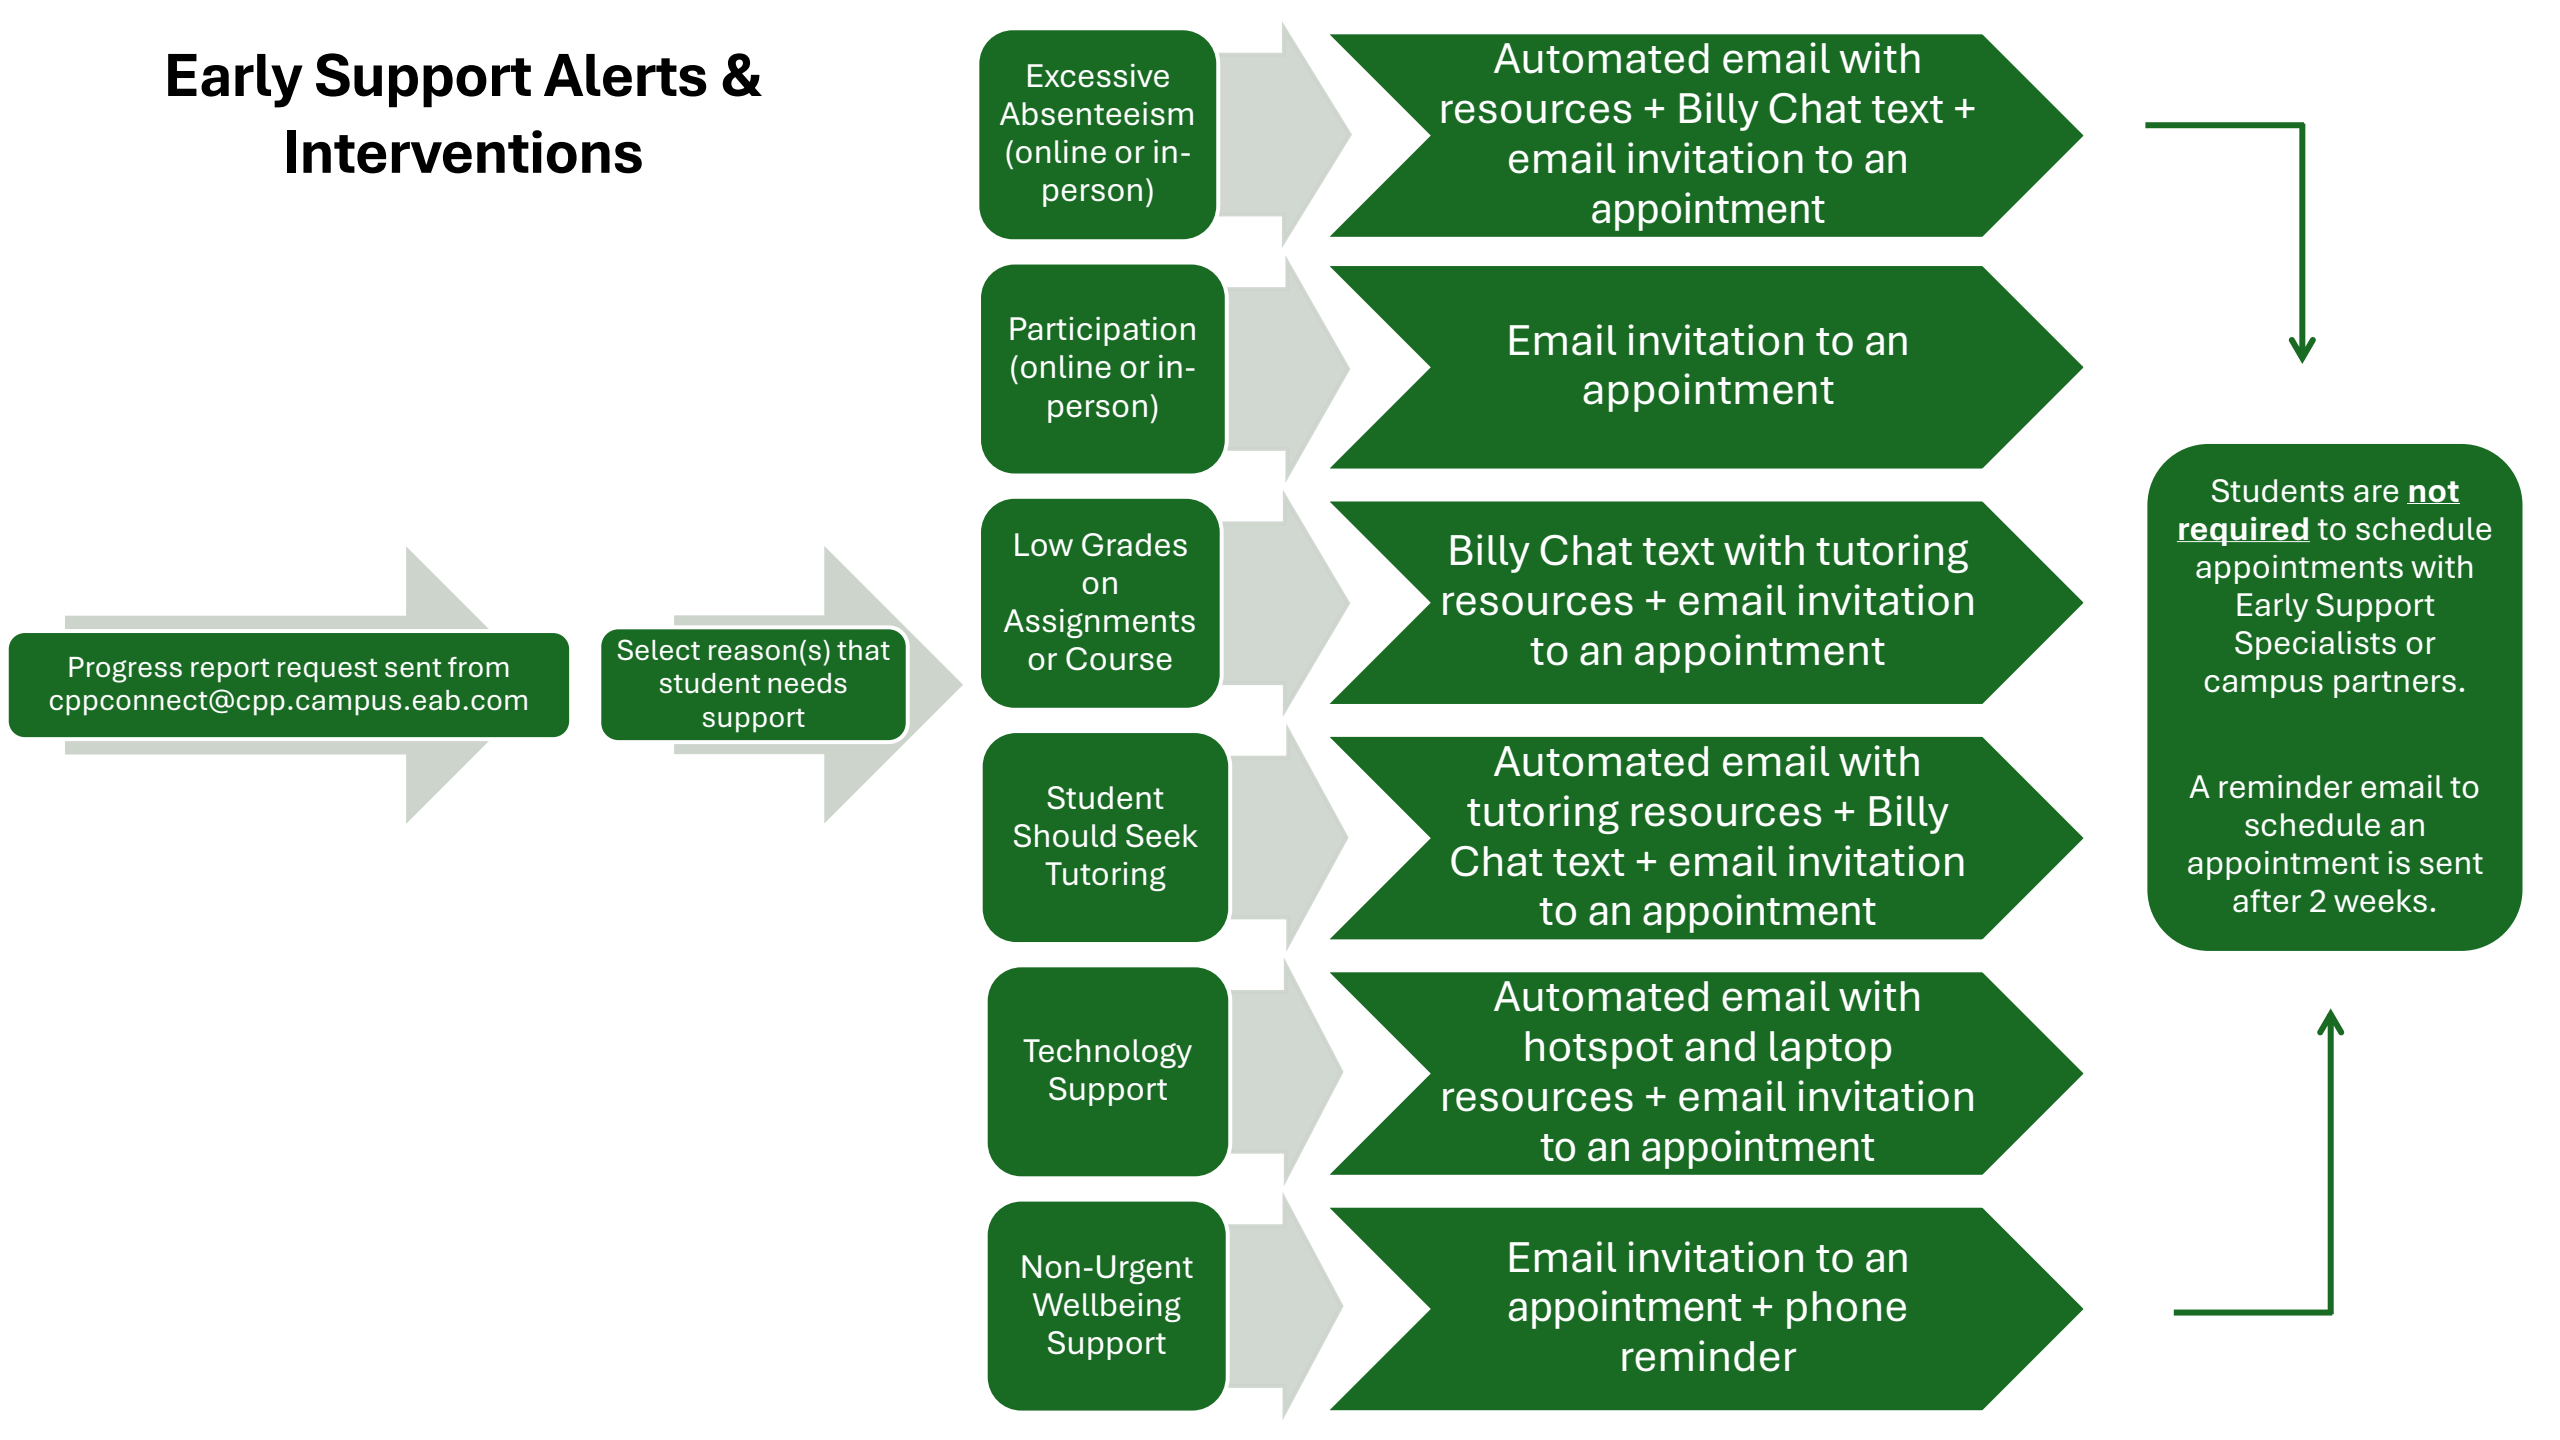 Early Support Alerts &
Interventions
Progress report request sent from
cppconnect@cpp.campus.eab.com
Select reason(s) that
student needs
support
Excessive
Absenteeism
(online or in-
person)
Automated email with
resources + Billy Chat text +
email invitation to an
appointment
Participation
(online or in-
person)
Email invitation to an
appointment
Low Grades
on
Assignments
or Course
Billy Chat text with tutoring
resources + email invitation
to an appointment
Student
Should Seek
Tutoring
Automated email with
tutoring resources + Billy
Chat text + email invitation
to an appointment
Technology
Support
Automated email with
hotspot and laptop
resources + email invitation
to an appointment
Non-Urgent
Wellbeing
Support
Email invitation to an
appointment + phone
reminder
Students are not
required to schedule
appointments with
Early Support
Specialists or
campus partners.
A reminder email to
schedule an
appointment is sent
after 2 weeks.